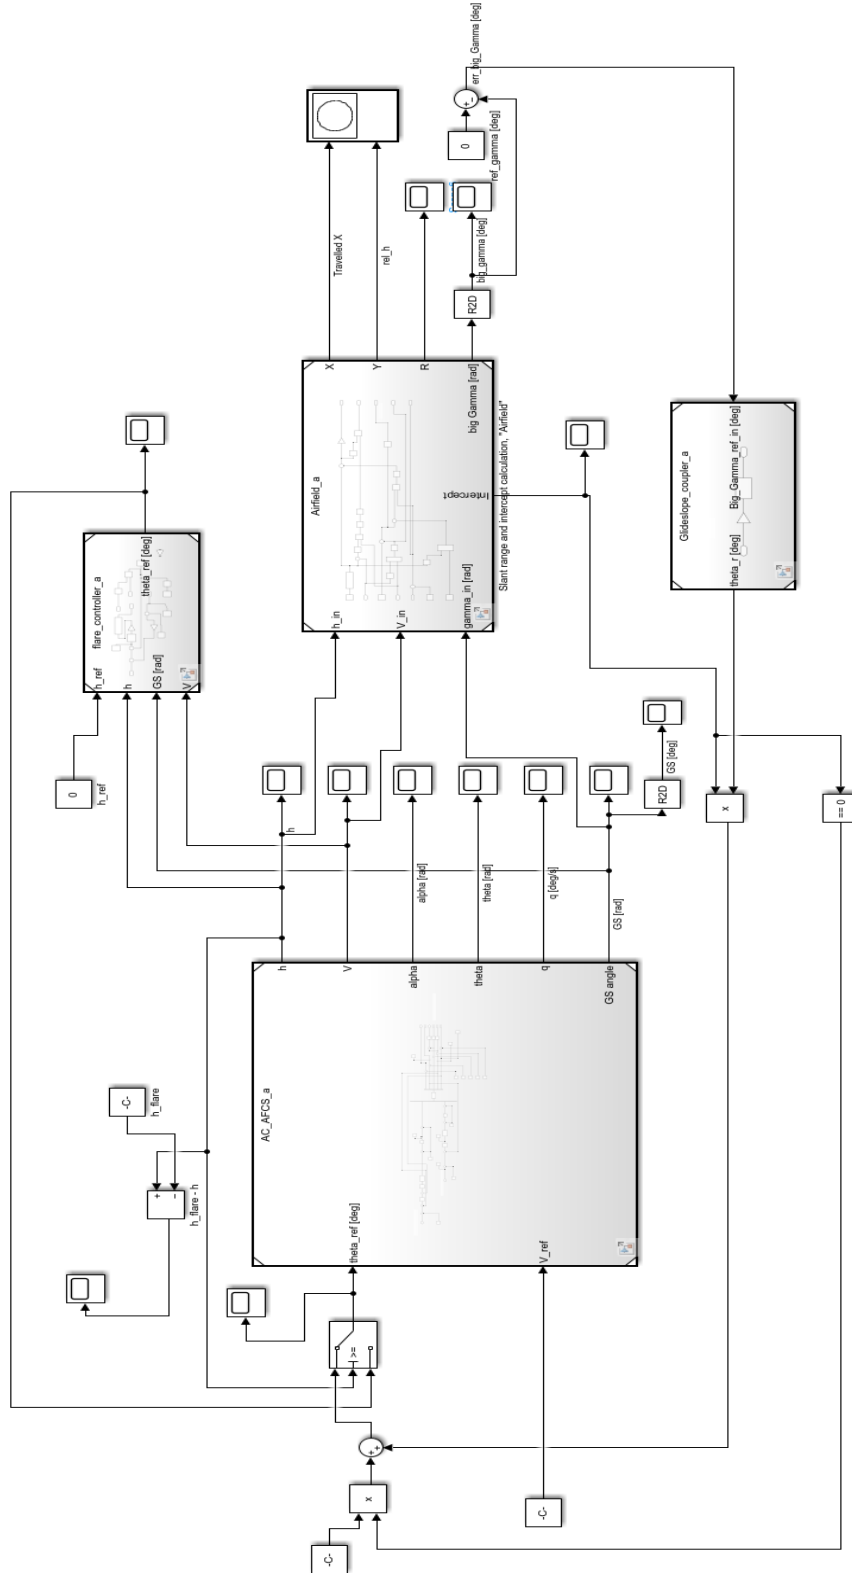 -C-
x
+
+
-C-
>=
h_flare - h
+
-
-C-
h_flare
AC_AFCS_a
theta_ref [deg]
V_ref
h
V
alpha
theta
q
GS angle
h
alpha [rad]
theta [rad]
q [deg/s]
GS [rad]
R2D
GS [deg]
0
h_ref
flare_controller_a
h_ref
h
GS [rad]
V
theta_ref [deg]
Airfield_a
h_in
V_in
gamma_in [rad]
Intercept
X
Y
R
big Gamma [rad]
Slant range and intercept calculation, "Airfield"
Travelled X
rel_h
R2D
big_gamma [deg]
0
ref_gamma [deg]
+
-
err_big_Gamma [deg]
Glideslope_coupler_a
theta_r [deg]
Big_Gamma_ref_in [deg]
x
== 0